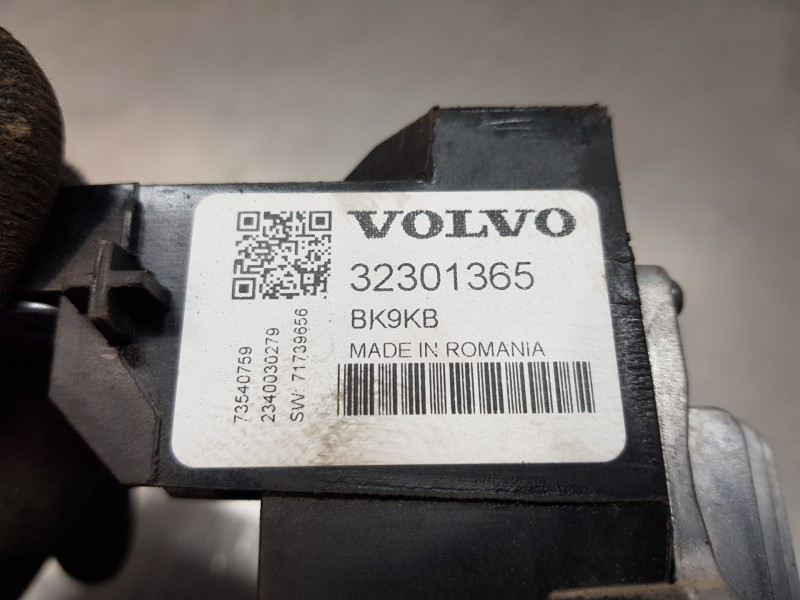 VOLVO
32301365
BK9KB
MADE IN ROMANIA
73540759
2340030279
SW: 71739656